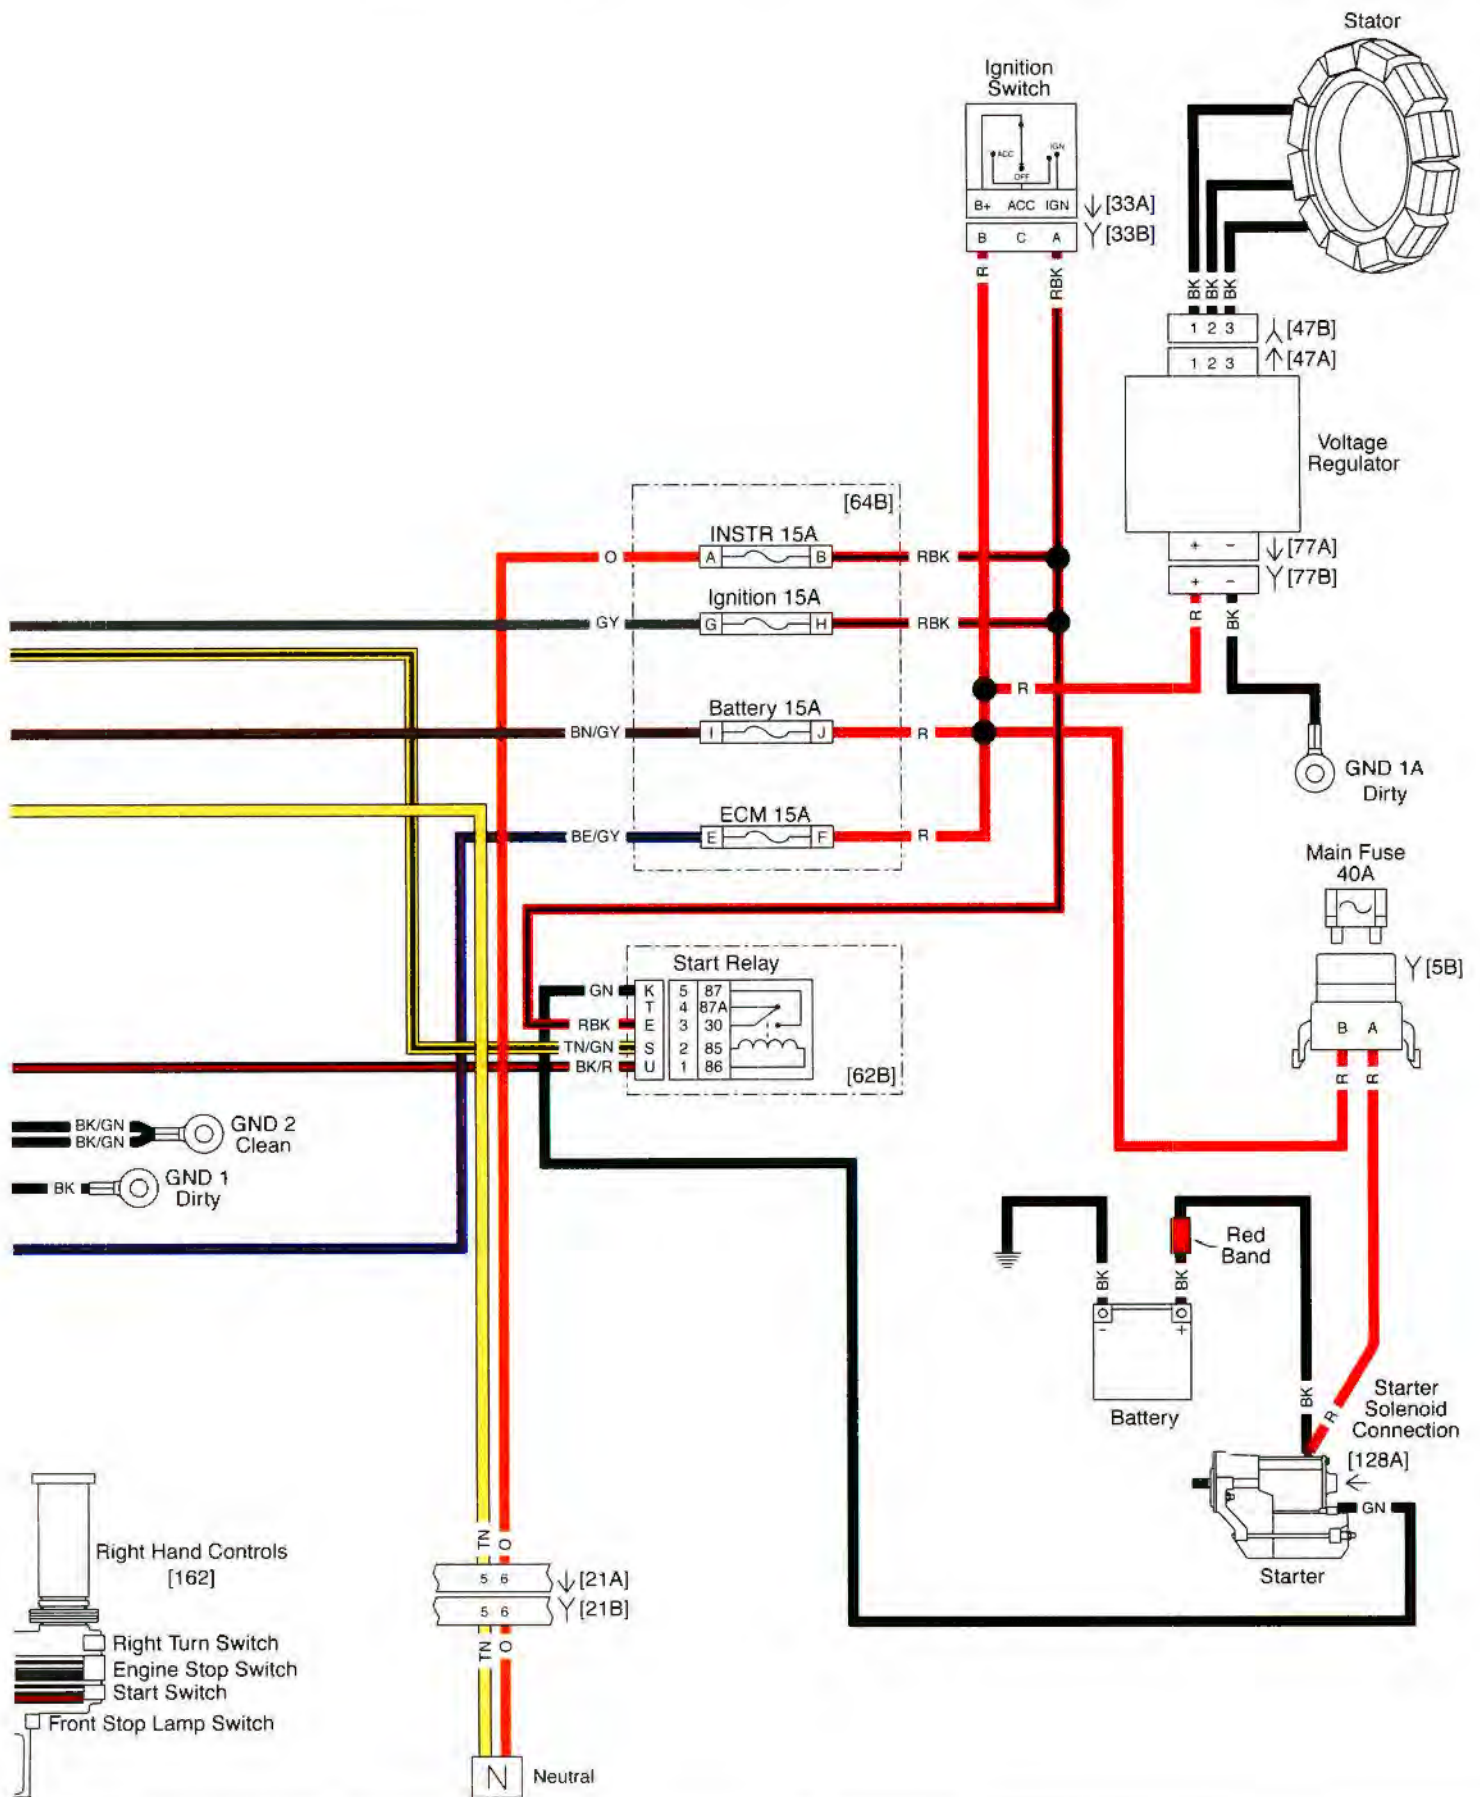 Stator
Ignition
Switch
ACC
IGN
OFF
B+ ACC IGN
[33A]
B C A
[33B]
R
RBK
BK
BK
BK
1 2 3
[47B]
1 2 3
[47A]
Voltage
Regulator
+ -
[77A]
+ -
[77B]
R
BK
GND 1A
Dirty
[64B]
INSTR 15A
O
A
B
RBK
Ignition 15A
GY
G
H
RBK
R
Battery 15A
BN/GY
I
J
R
ECM 15A
BE/GY
E
F
R
Main Fuse
40A
[5B]
B A
R
R
Start Relay
GN K 5 87
T 4 87A
RBK E 3 30
TN/GN S 2 85
BK/R U 1 86
[62B]
BK/GN
BK/GN
GND 2
Clean
BK
GND 1
Dirty
Red
Band
BK
BK
- +
Battery
BK
R
Starter
Solenoid
Connection
[128A]
GN
Starter
Right Hand Controls
[162]
Right Turn Switch
Engine Stop Switch
Start Switch
Front Stop Lamp Switch
TN
O
5 6
[21A]
5 6
[21B]
TN
O
N
Neutral